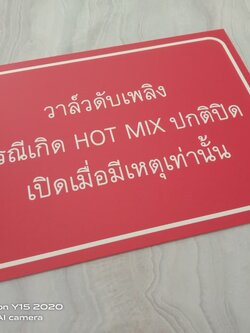 วาล์วดับเพลิง
รณีเกิด HOT MIX ปกติปิด
เปิดเมื่อมีเหตุเท่านั้น
on Y15 2020
AI camera